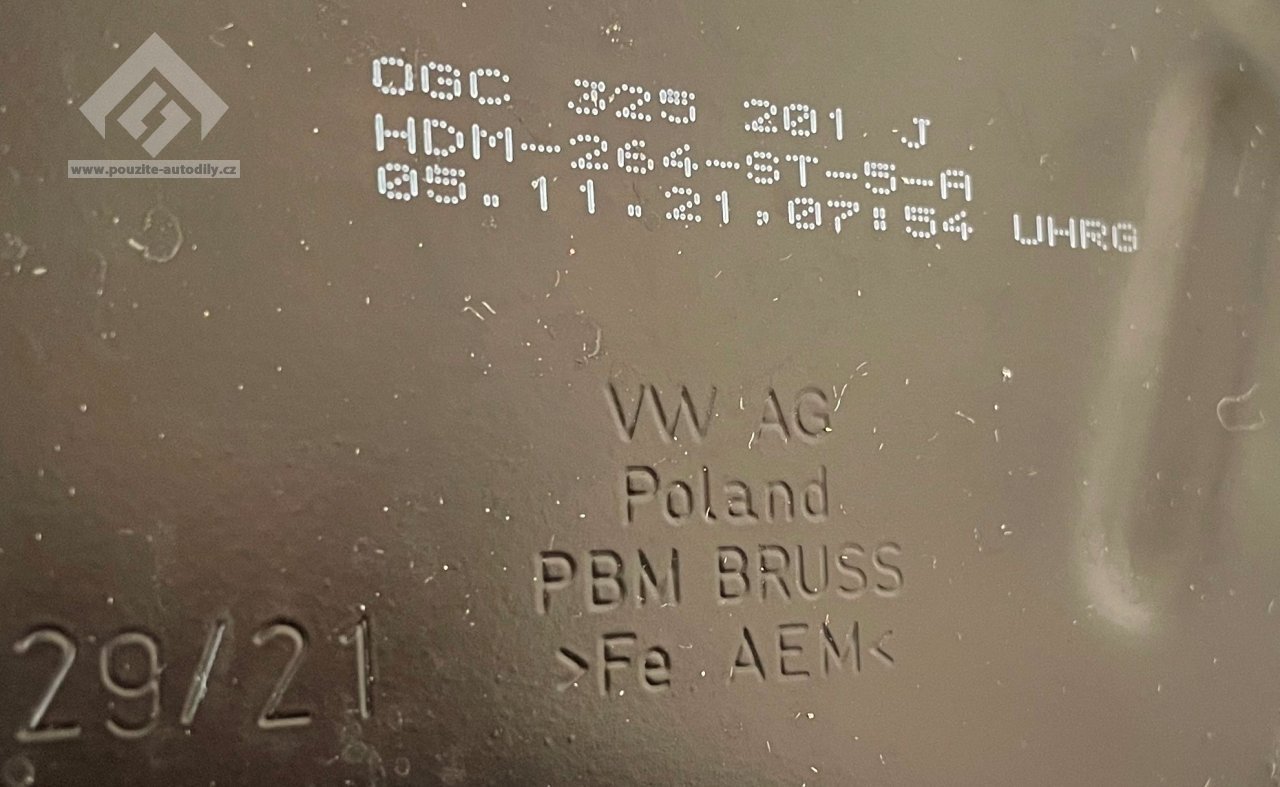 www.pouzite-autodily.cz
0GC 325 201 J
HDM-264-ST-5-A
05.11.21.07:54 UHRG
VW AG
Poland
PBM BRUSS
>Fe AEM<
29/21